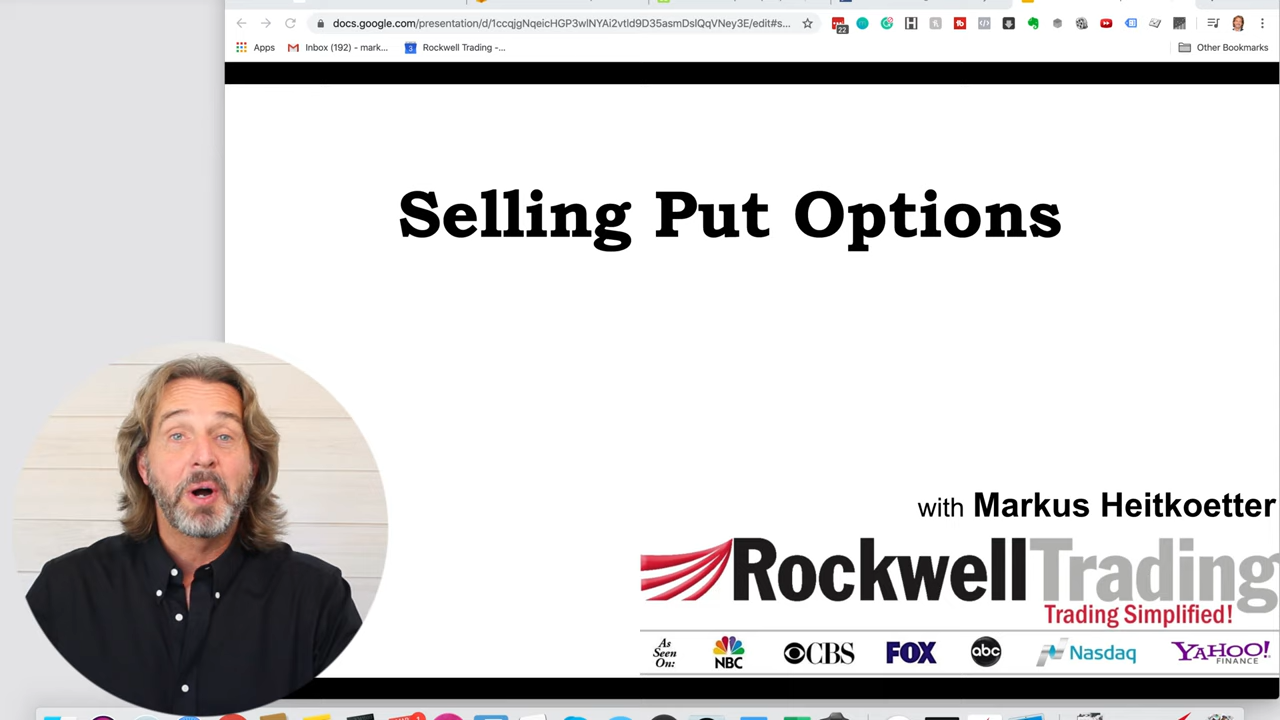 docs.google.com/presentation/d/1ccqjgNqeicHGP3wlNYAi2vtld9D35asmDslQqVNey3E/edit#s...
22
Apps
Inbox (192) - mark...
Rockwell Trading -...
Other Bookmarks
Selling Put Options
with Markus Heitkoetter
RockwellTrading
Trading Simplified!
As Seen On:
NBC
CBS
FOX
abc
Nasdaq
YAHOO!
FINANCE